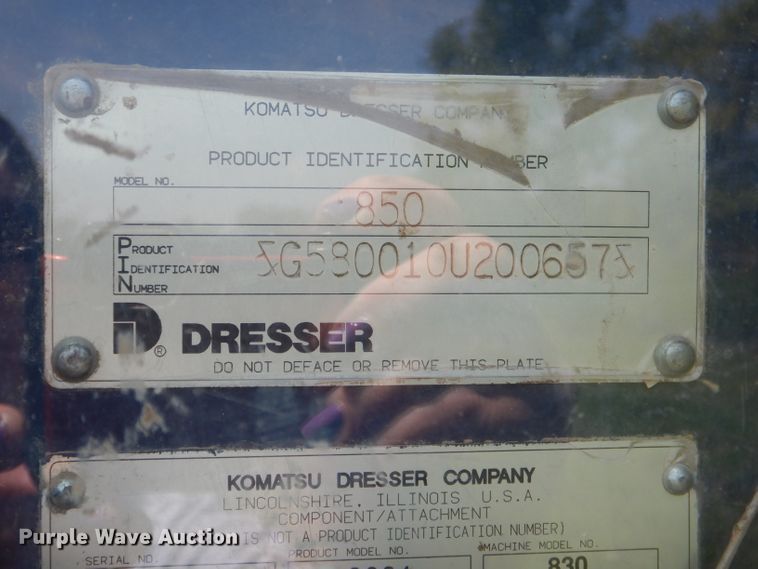 KOMATSU DRESSER COMPANY
PRODUCT IDENTIFICATION NUMBER
MODEL NO.
850
PRODUCT IDENTIFICATION NUMBER
G580010U200657
D® DRESSER
DO NOT DEFACE OR REMOVE THIS PLATE
KOMATSU DRESSER COMPANY
LINCOLNSHIRE, ILLINOIS U.S.A.
COMPONENT/ATTACHMENT
IS NOT A PRODUCT IDENTIFICATION NUMBER)
SERIAL NO. PRODUCT MODEL NO. MACHINE MODEL NO.
830
Purple Wave Auction